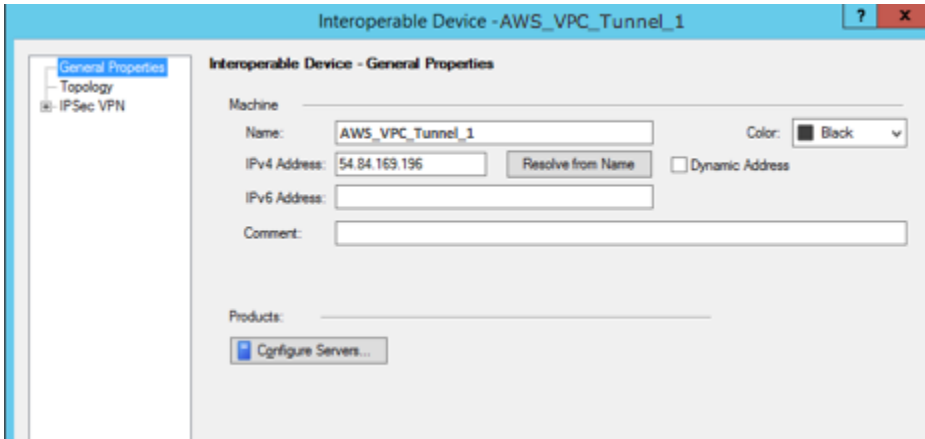 Interoperable Device -AWS_VPC_Tunnel_1
? x
General Properties
Topology
IPSec VPN
Interoperable Device - General Properties
Machine
Name: AWS_VPC_Tunnel_1 Color: Black
IPv4 Address: 54.84.169.196 Resolve from Name Dynamic Address
IPv6 Address:
Comment:
Products:
Configure Servers...